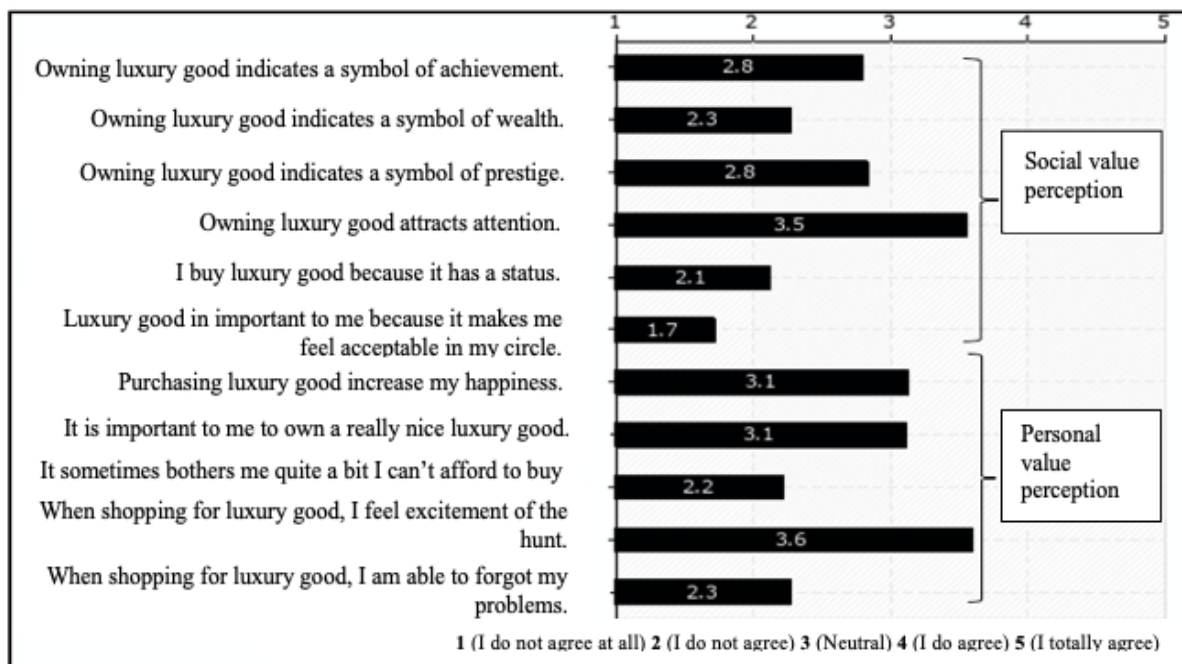 1 2 3 4 5
Owning luxury good indicates a symbol of achievement.
2.8
Owning luxury good indicates a symbol of wealth.
2.3
Owning luxury good indicates a symbol of prestige.
2.8
Owning luxury good attracts attention.
3.5
I buy luxury good because it has a status.
2.1
Luxury good in important to me because it makes me
feel acceptable in my circle.
1.7
Social value
perception
Purchasing luxury good increase my happiness.
3.1
It is important to me to own a really nice luxury good.
3.1
It sometimes bothers me quite a bit I can’t afford to buy
2.2
When shopping for luxury good, I feel excitement of the
hunt.
3.6
When shopping for luxury good, I am able to forgot my
problems.
2.3
Personal
value
perception
1 (I do not agree at all) 2 (I do not agree) 3 (Neutral) 4 (I do agree) 5 (I totally agree)